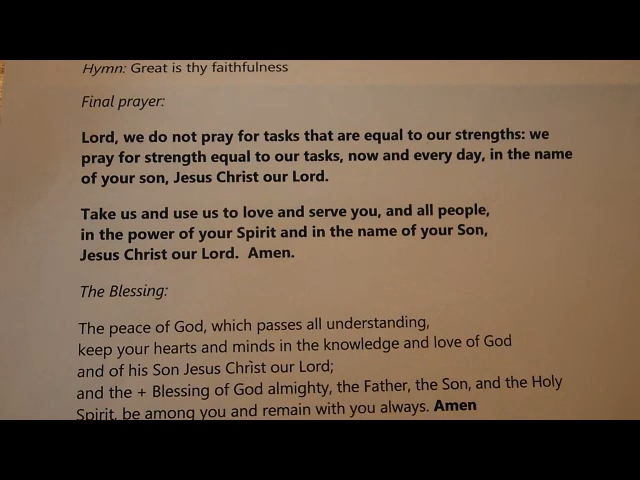 Hymn: Great is thy faithfulness
Final prayer:
Lord, we do not pray for tasks that are equal to our strengths: we
pray for strength equal to our tasks, now and every day, in the name
of your son, Jesus Christ our Lord.
Take us and use us to love and serve you, and all people,
in the power of your Spirit and in the name of your Son,
Jesus Christ our Lord.  Amen.
The Blessing:
The peace of God, which passes all understanding,
keep your hearts and minds in the knowledge and love of God
and of his Son Jesus Christ our Lord;
and the + Blessing of God almighty, the Father, the Son, and the Holy
Spirit, be among you and remain with you always. Amen